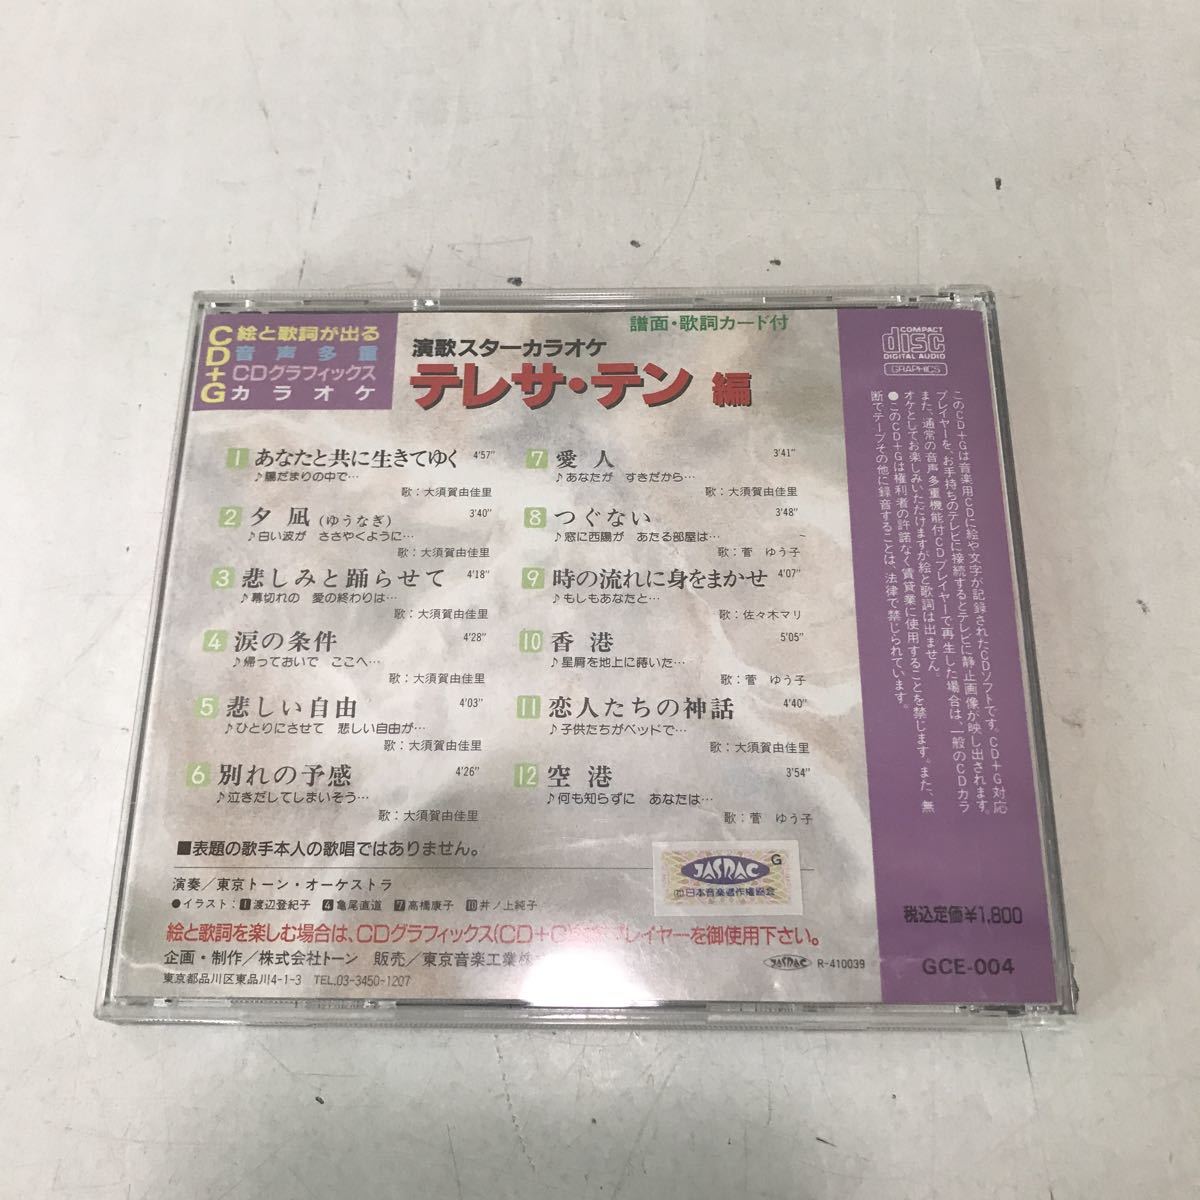 CD+G
絵と歌詞が出る
音声多重
CDグラフィックス
カラオケ
譜面・歌詞カード付
演歌スターカラオケ
テレサ・テン 編
1 あなたと共に生きてゆく 4'57"
♪陽だまりの中で…
歌：大須賀由佳里
2 夕凪（ゆうなぎ） 3'40"
♪白い波が ささやくように…
歌：大須賀由佳里
3 悲しみと踊らせて 4'18"
♪幕切れの 愛の終わりは…
歌：大須賀由佳里
4 涙の条件 4'28"
♪帰っておいで ここへ…
歌：大須賀由佳里
5 悲しい自由 4'03"
♪ひとりにさせて 悲しい自由が…
歌：大須賀由佳里
6 別れの予感 4'26"
♪泣きだしてしまいそう…
歌：大須賀由佳里
7 愛人 3'41"
♪あなたが すきだから…
歌：大須賀由佳里
8 つぐない 3'48"
♪窓に西陽が あたる部屋は…
歌：菅 ゆう子
9 時の流れに身をまかせ 4'07"
♪もしもあなたと…
歌：佐々木マリ
10 香港 5'05"
♪星屑を地上に蒔いた…
歌：菅 ゆう子
11 恋人たちの神話 4'40"
♪子供たちがベッドで…
歌：大須賀由佳里
12 空港 3'54"
♪何も知らずに あなたは…
歌：菅 ゆう子
■表題の歌手本人の歌唱ではありません。
演奏／東京トーン・オーケストラ
●イラスト：1渡辺登紀子 4亀尾直道 7高橋康子 10井ノ上純子
絵と歌詞を楽しむ場合は、CDグラフィックス(CD+G)
プレイヤーを御使用下さい。
企画・制作／株式会社トーン 販売／東京音楽工業株
東京都品川区東品川4-1-3 TEL.03-3450-1207
JASRAC
G
日本音楽著作権協会
JASRAC R-410039
COMPACT
disc
DIGITAL AUDIO
GRAPHICS
このCD+Gは音楽用CDに絵や文字が記録されたCDソフトです。CD+G対応
プレイヤーを、お手持ちのテレビに接続するとテレビに静止画像が映し出されます。
また、通常の音声多重機能付CDプレイヤーで再生した場合は、一般のCDカラ
オケとしてお楽しみいただけますが絵と歌詞は出ません。
●このCD+Gは権利者の許諾なく賃貸業に使用することを禁じます。また、無
断でテープその他に録音することは、法律で禁じられています。
税込定価¥1,800
GCE-004